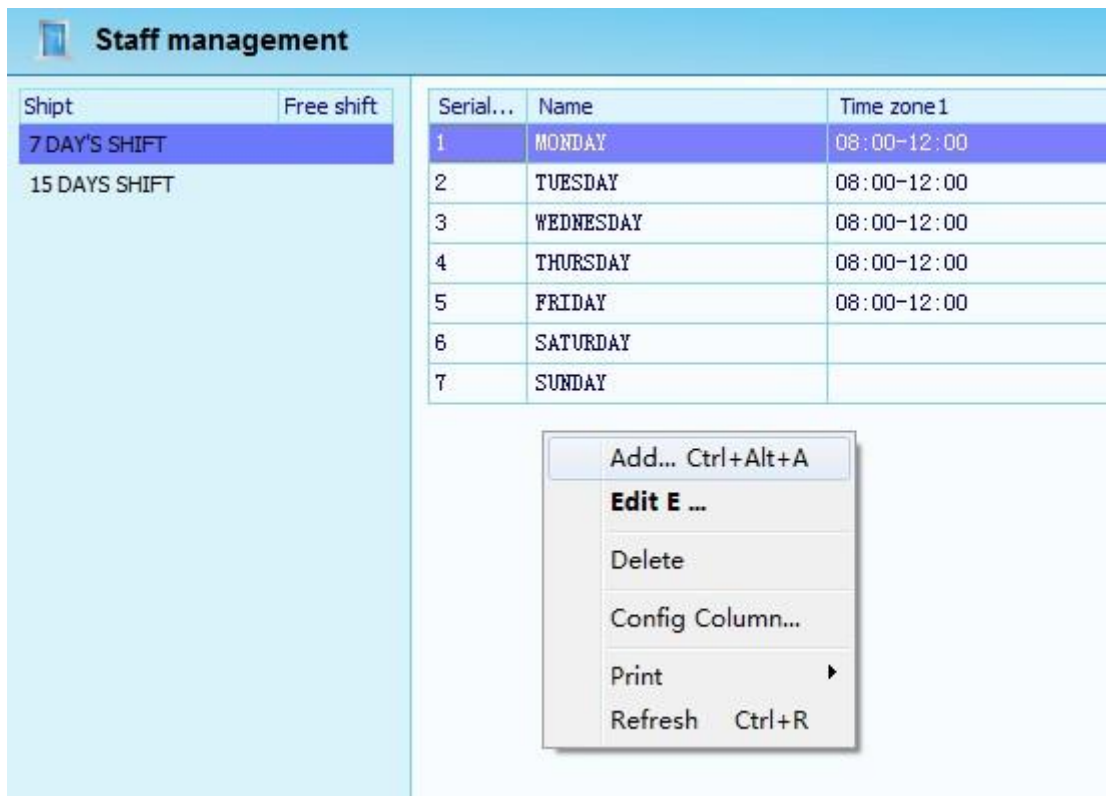 Staff management
Shipt Free shift
7 DAY'S SHIFT
15 DAYS SHIFT
Serial... Name Time zone1
1 MONDAY 08:00-12:00
2 TUESDAY 08:00-12:00
3 WEDNESDAY 08:00-12:00
4 THURSDAY 08:00-12:00
5 FRIDAY 08:00-12:00
6 SATURDAY
7 SUNDAY
Add... Ctrl+Alt+A
Edit E ...
Delete
Config Column...
Print
Refresh Ctrl+R